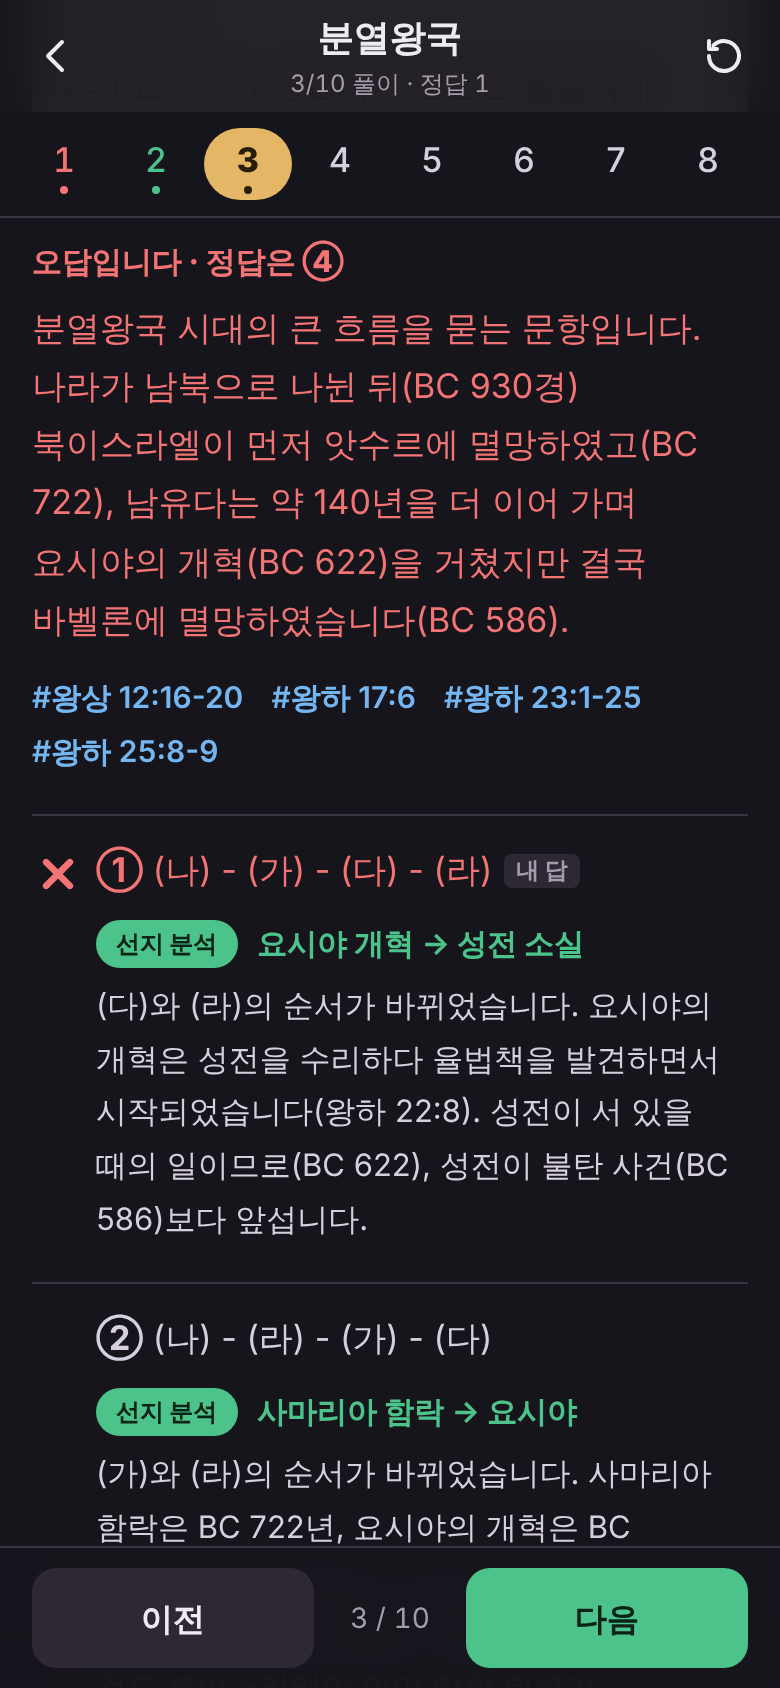 분열왕국
3/10 풀이 · 정답 1
1 2 3 4 5 6 7 8
오답입니다 · 정답은 ④
분열왕국 시대의 큰 흐름을 묻는 문항입니다.
나라가 남북으로 나뉜 뒤(BC 930경)
북이스라엘이 먼저 앗수르에 멸망하였고(BC
722), 남유다는 약 140년을 더 이어 가며
요시야의 개혁(BC 622)을 거쳤지만 결국
바벨론에 멸망하였습니다(BC 586).
#왕상 12:16-20 #왕하 17:6 #왕하 23:1-25
#왕하 25:8-9
① (나) - (가) - (다) - (라) 내 답
선지 분석 요시야 개혁 → 성전 소실
(다)와 (라)의 순서가 바뀌었습니다. 요시야의
개혁은 성전을 수리하다 율법책을 발견하면서
시작되었습니다(왕하 22:8). 성전이 서 있을
때의 일이므로(BC 622), 성전이 불탄 사건(BC
586)보다 앞섭니다.
② (나) - (라) - (가) - (다)
선지 분석 사마리아 함락 → 요시야
(가)와 (라)의 순서가 바뀌었습니다. 사마리아
함락은 BC 722년, 요시야의 개혁은 BC
이전 3 / 10 다음